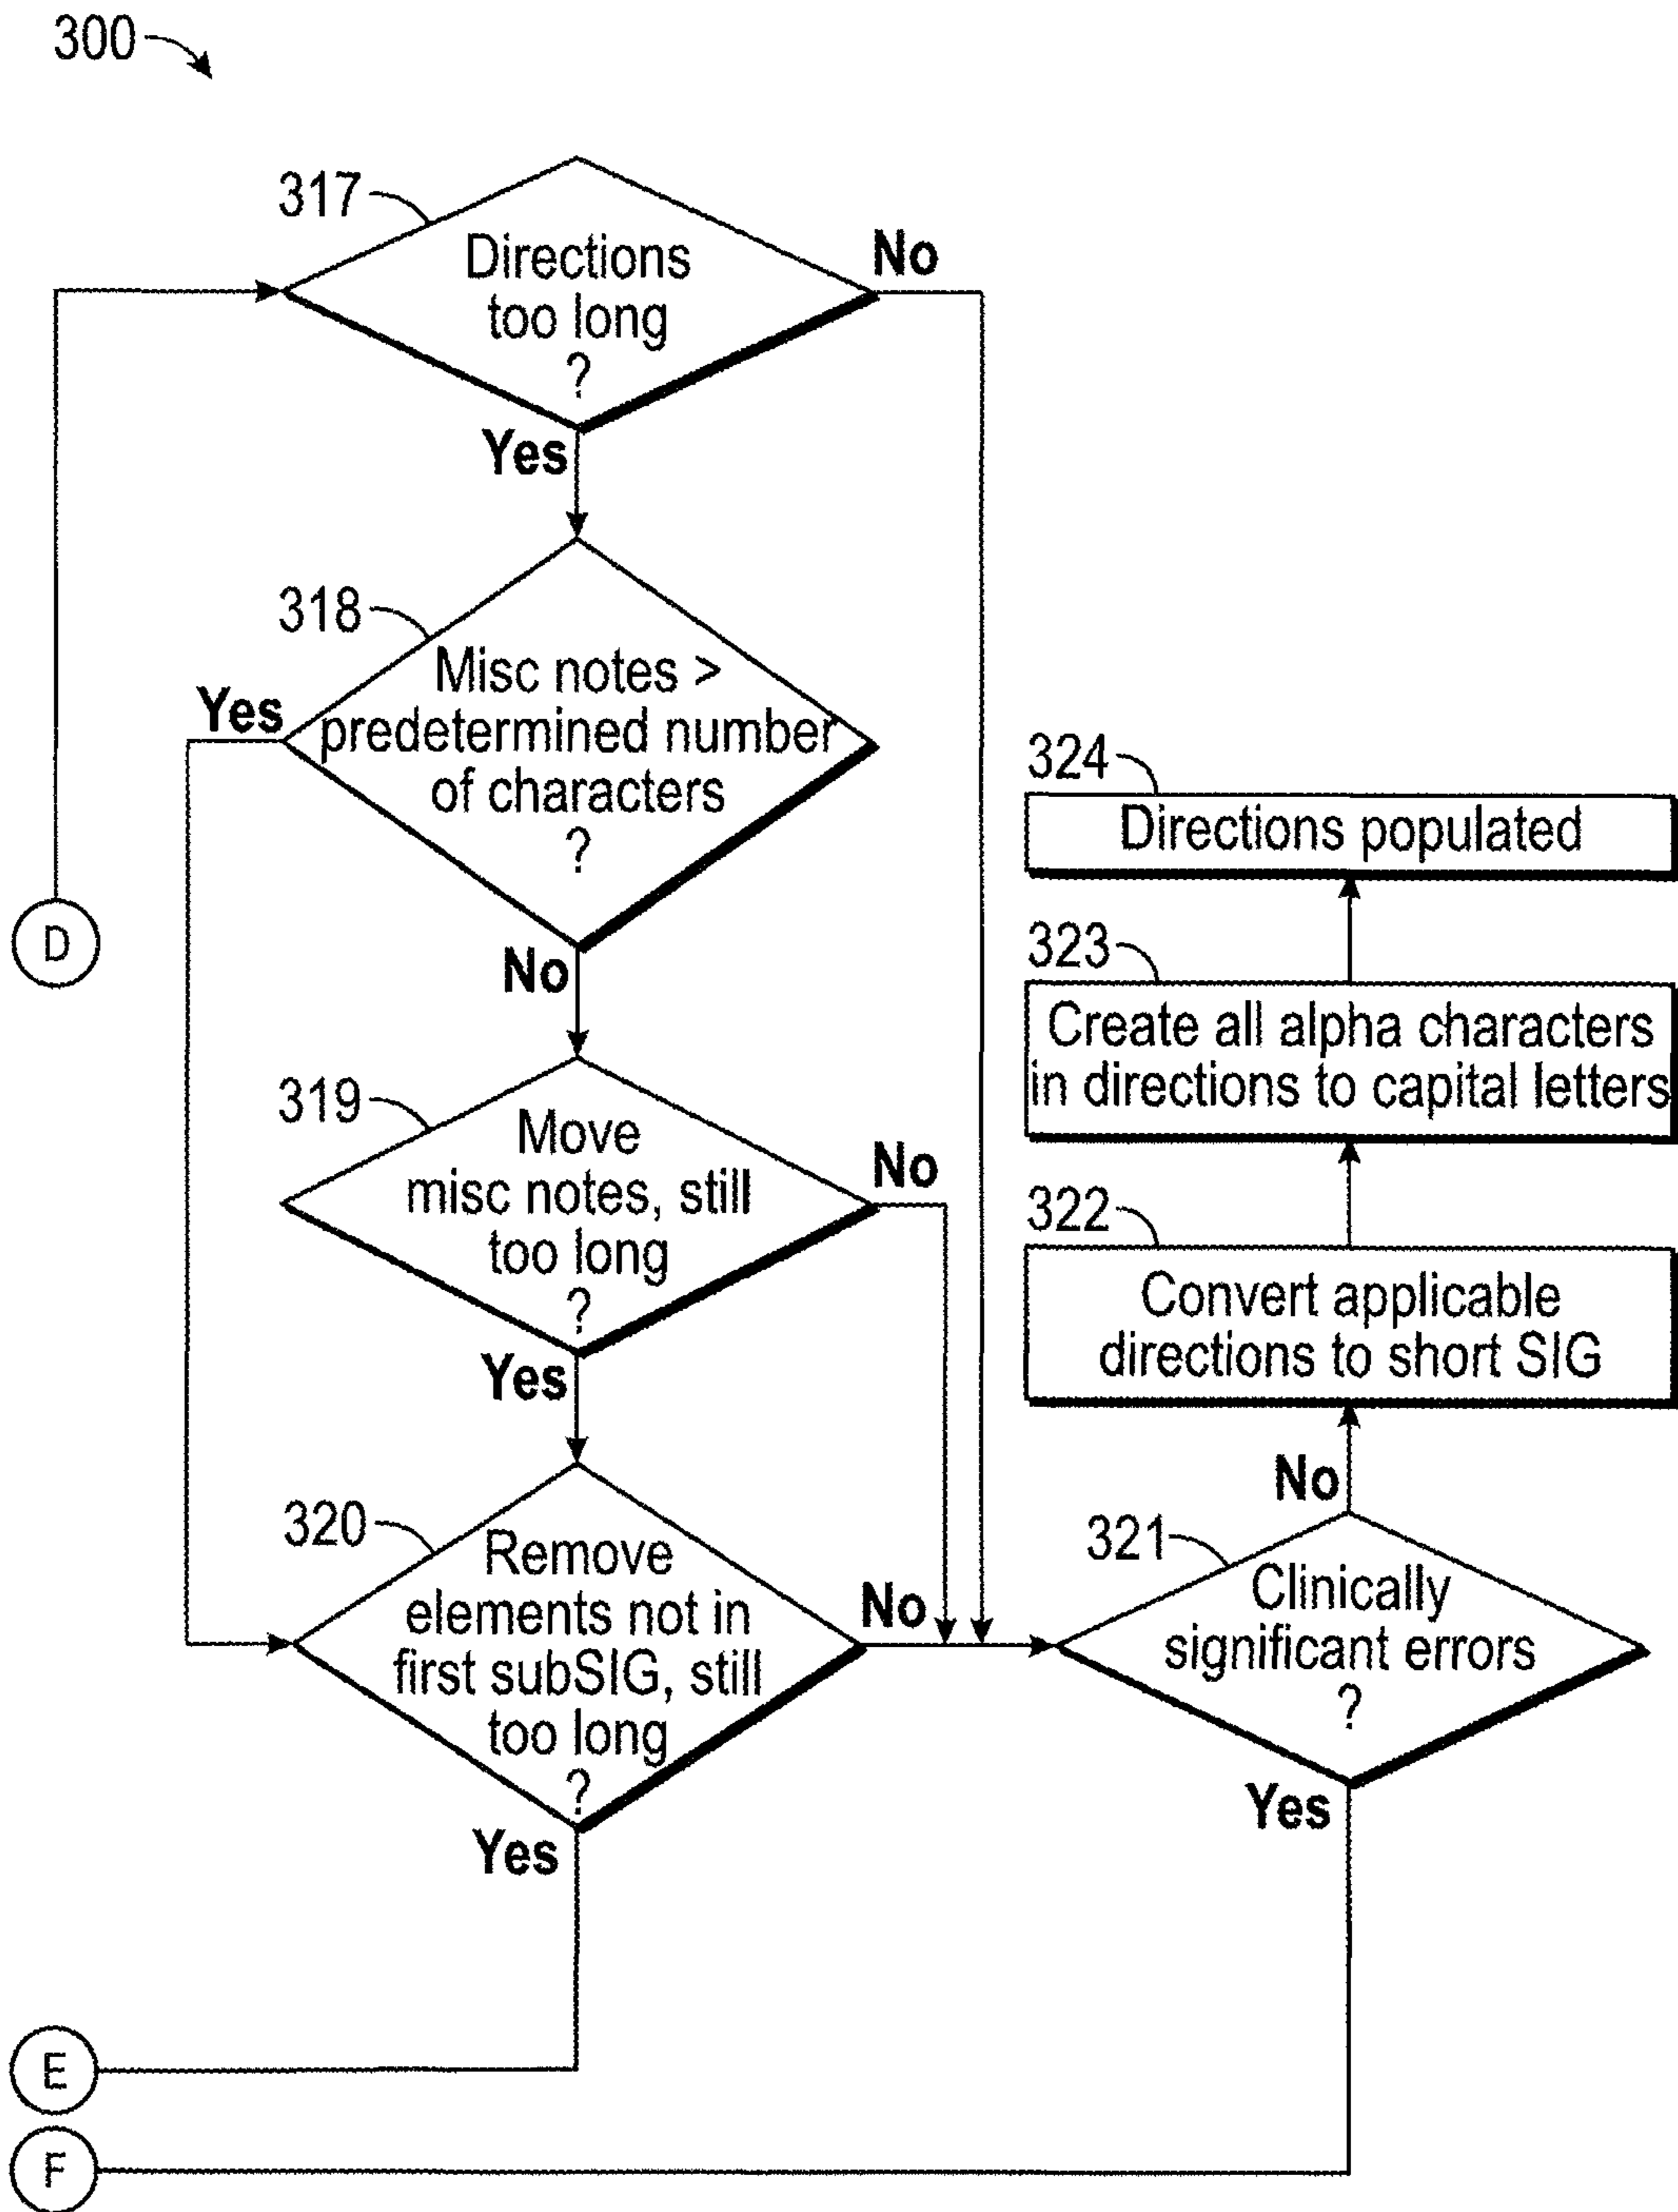 300
317
Directions
too long
?
No
Yes
318
Misc notes >
predetermined number
of characters
?
Yes
No
D
319
Move
misc notes, still
too long
?
No
Yes
320
Remove
elements not in
first subSIG, still
too long
?
No
Yes
324
Directions populated
323
Create all alpha characters
in directions to capital letters
322
Convert applicable
directions to short SIG
No
321
Clinically
significant errors
?
Yes
E
F